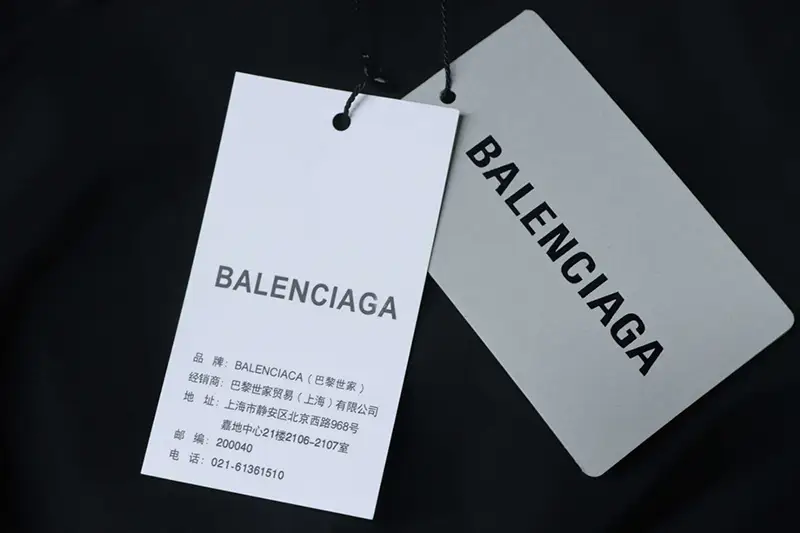 BALENCIAGA
品 牌: BALENCIACA（巴黎世家）
经销商: 巴黎世家贸易（上海）有限公司
地 址: 上海市静安区北京西路968号
嘉地中心21楼2106-2107室
邮 编: 200040
电 话: 021-61361510
BALENCIAGA